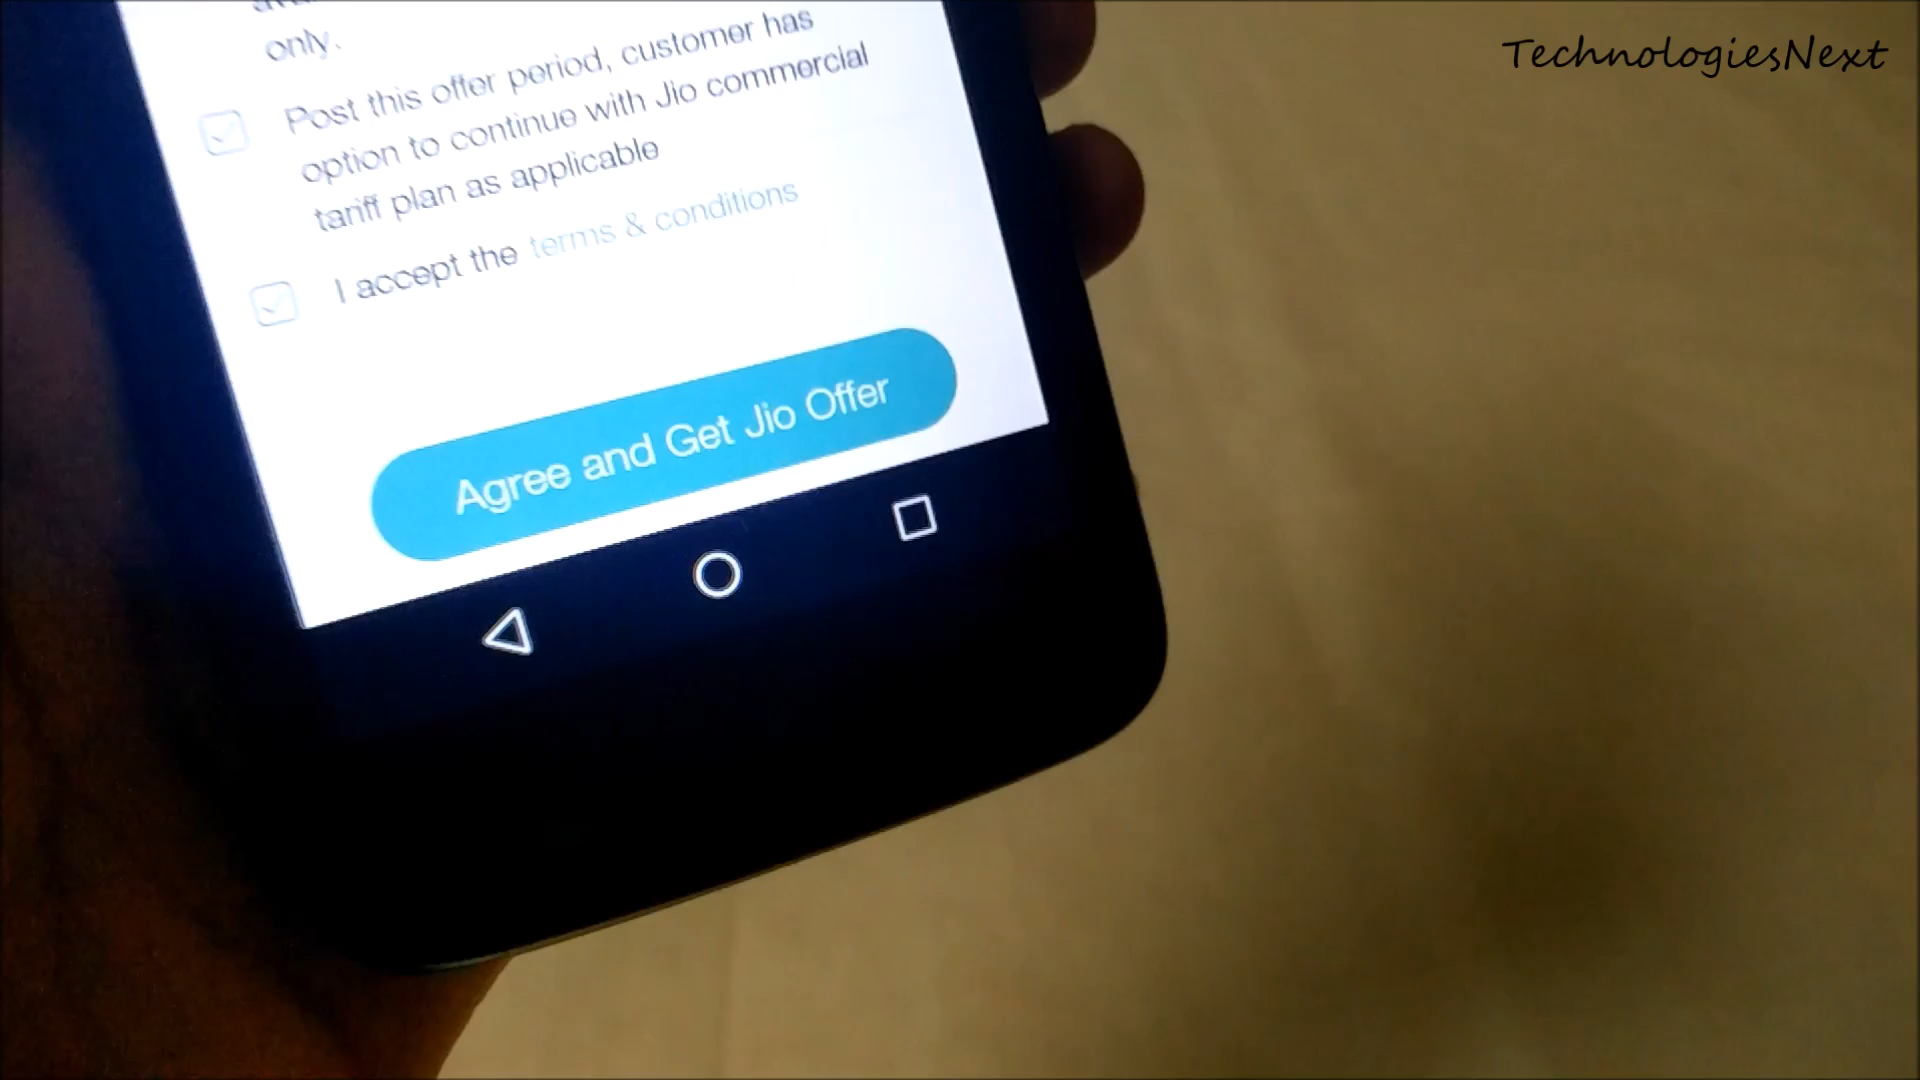 only.
Post this offer period, customer has
option to continue with Jio commercial
tariff plan as applicable
I accept the terms & conditions
Agree and Get Jio Offer
TechnologiesNext